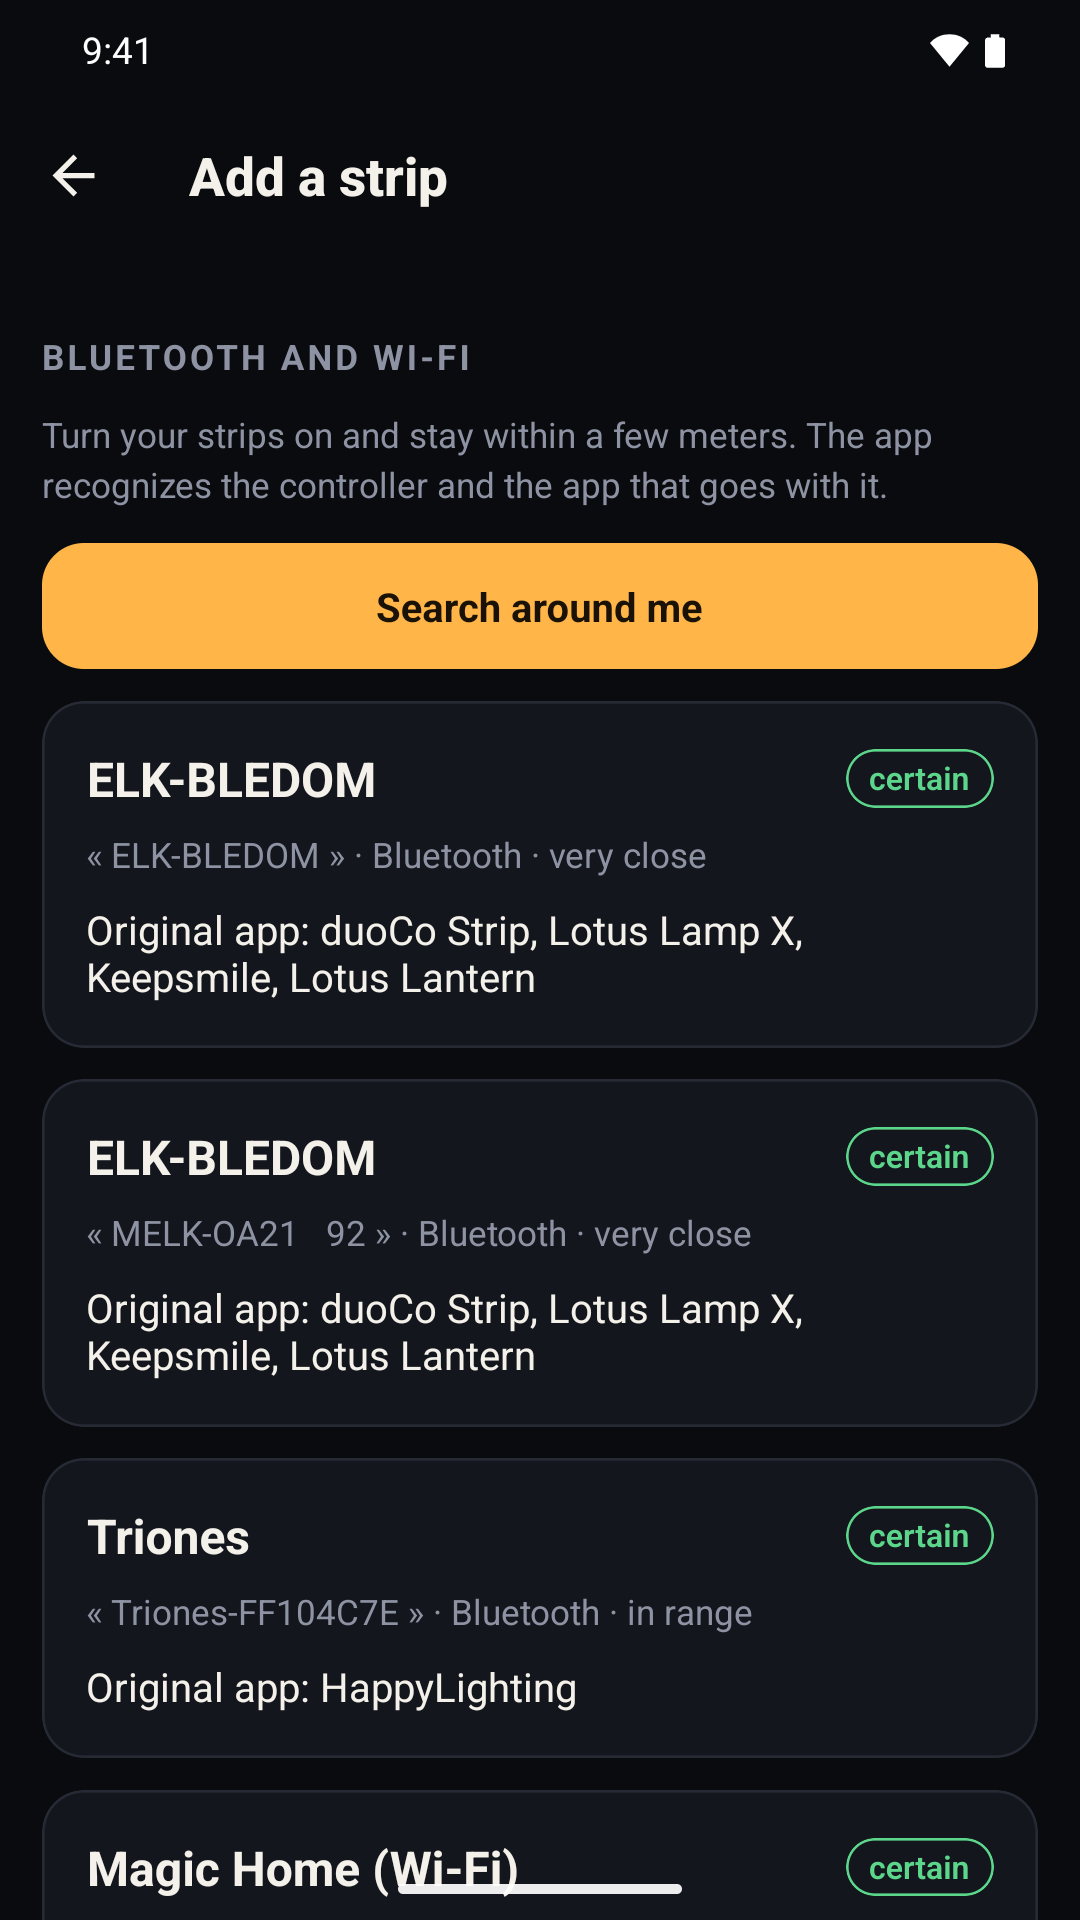 9:41
Add a strip
BLUETOOTH AND WI-FI
Turn your strips on and stay within a few meters. The app
recognizes the controller and the app that goes with it.
Search around me
ELK-BLEDOM
certain
« ELK-BLEDOM » · Bluetooth · very close
Original app: duoCo Strip, Lotus Lamp X,
Keepsmile, Lotus Lantern
ELK-BLEDOM
certain
« MELK-OA21   92 » · Bluetooth · very close
Original app: duoCo Strip, Lotus Lamp X,
Keepsmile, Lotus Lantern
Triones
certain
« Triones-FF104C7E » · Bluetooth · in range
Original app: HappyLighting
Magic Home (Wi-Fi)
certain